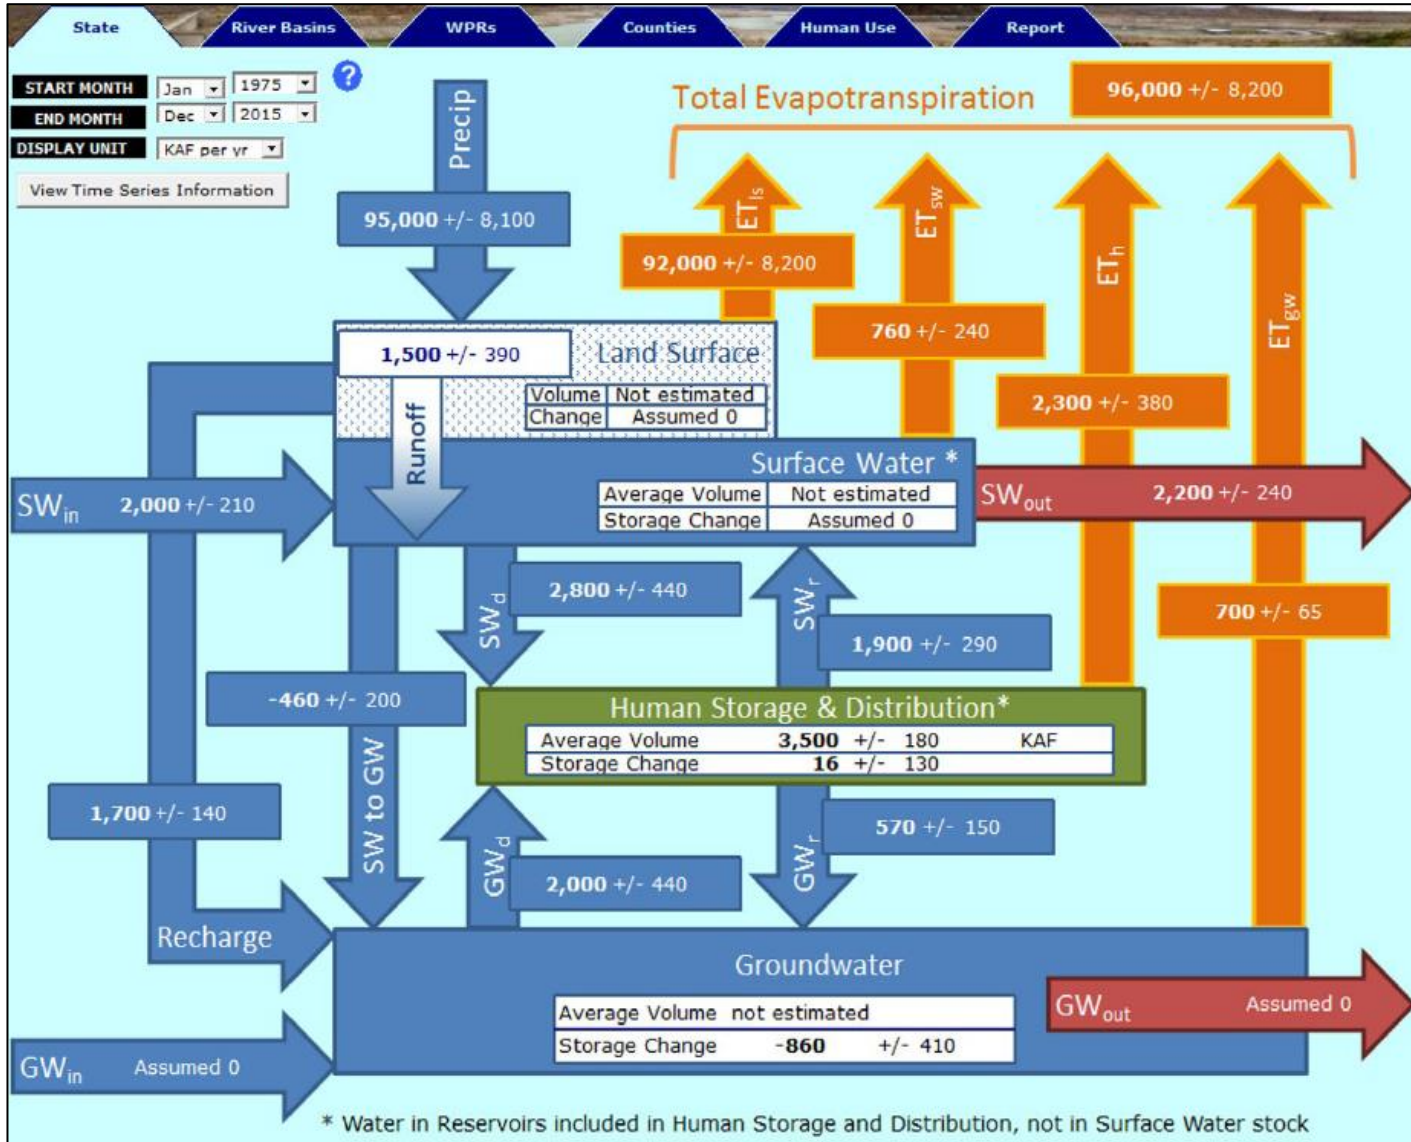 State
River Basins
WPRs
Counties
Human Use
Report
START MONTH Jan 1975 ?
END MONTH Dec 2015
DISPLAY UNIT KAF per yr
View Time Series Information
Precip
95,000 +/- 8,100
Total Evapotranspiration
96,000 +/- 8,200
ETls
92,000 +/- 8,200
ETsw
760 +/- 240
ETh
2,300 +/- 380
ETgw
700 +/- 65
1,500 +/- 390
Land Surface
Volume Not estimated
Change Assumed 0
Runoff
SWin 2,000 +/- 210
Surface Water *
Average Volume Not estimated
Storage Change Assumed 0
SWout 2,200 +/- 240
SWd
2,800 +/- 440
SWr
1,900 +/- 290
-460 +/- 200
SW to GW
Human Storage & Distribution*
Average Volume 3,500 +/- 180 KAF
Storage Change 16 +/- 130
1,700 +/- 140
Recharge
GWd
2,000 +/- 440
GWr
570 +/- 150
Groundwater
Average Volume not estimated
Storage Change -860 +/- 410
GWout Assumed 0
GWin Assumed 0
* Water in Reservoirs included in Human Storage and Distribution, not in Surface Water stock